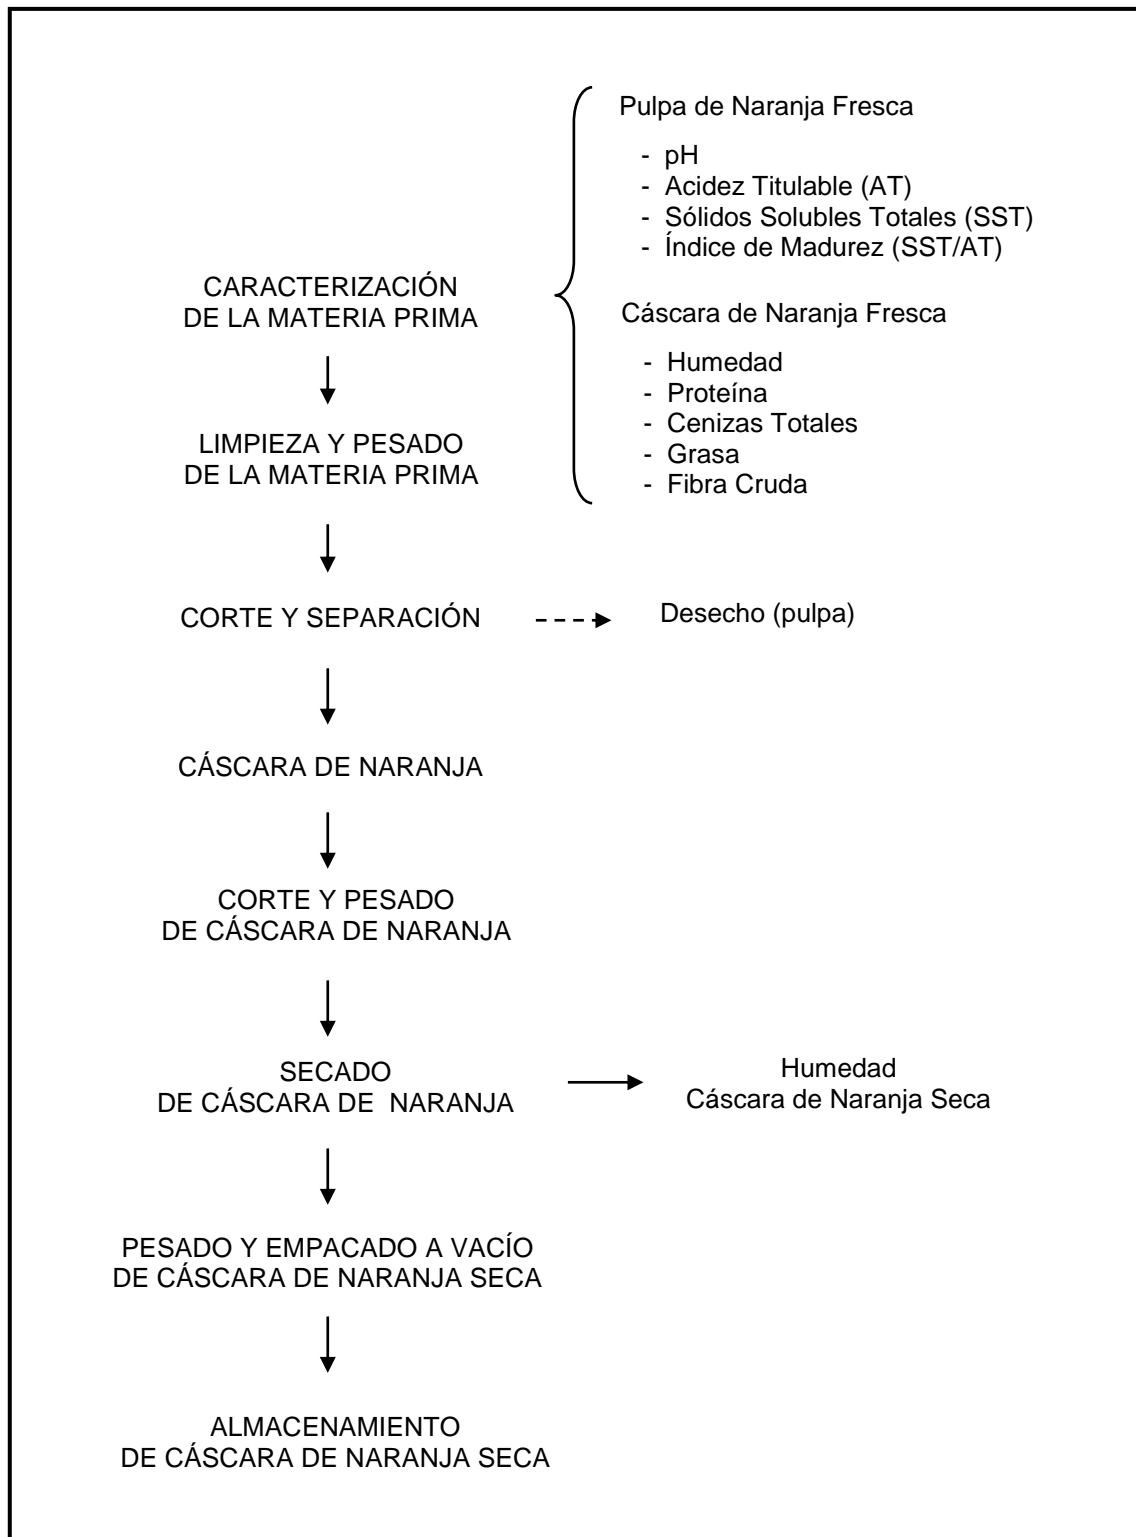 Pulpa de Naranja Fresca
- pH
- Acidez Titulable (AT)
- Sólidos Solubles Totales (SST)
- Índice de Madurez (SST/AT)
CARACTERIZACIÓN
DE LA MATERIA PRIMA
Cáscara de Naranja Fresca
- Humedad
- Proteína
- Cenizas Totales
- Grasa
- Fibra Cruda
LIMPIEZA Y PESADO
DE LA MATERIA PRIMA
CORTE Y SEPARACIÓN
Desecho (pulpa)
CÁSCARA DE NARANJA
CORTE Y PESADO
DE CÁSCARA DE NARANJA
SECADO
DE CÁSCARA DE NARANJA
Humedad
Cáscara de Naranja Seca
PESADO Y EMPACADO A VACÍO
DE CÁSCARA DE NARANJA SECA
ALMACENAMIENTO
DE CÁSCARA DE NARANJA SECA